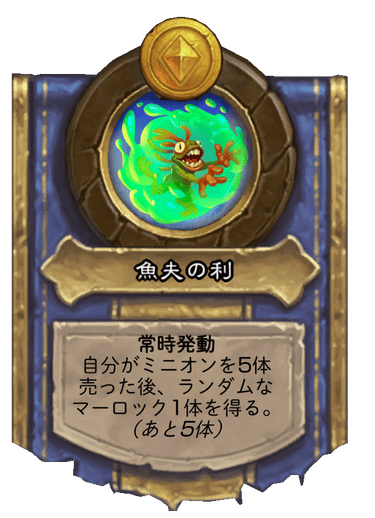 魚夫の利
常時発動
自分がミニオンを5体
売った後、ランダムな
マーロック1体を得る。
(あと5体)